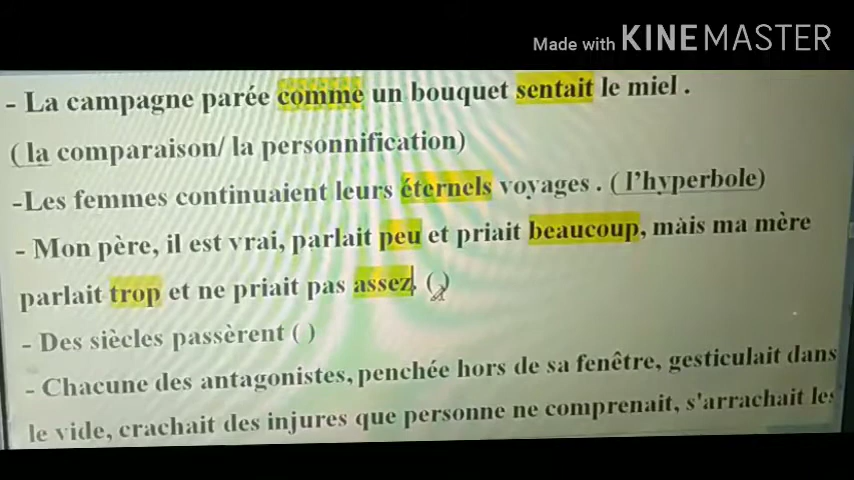 Made with KINEMASTER
- La campagne parée comme un bouquet sentait le miel .
( la comparaison/ la personnification)
-Les femmes continuaient leurs éternels voyages . ( l'hyperbole)
- Mon père, il est vrai, parlait peu et priait beaucoup, mais ma mère
parlait trop et ne priait pas assez. ( )
- Des siècles passèrent ( )
- Chacune des antagonistes, penchée hors de sa fenêtre, gesticulait dans
le vide, crachait des injures que personne ne comprenait, s'arrachait les